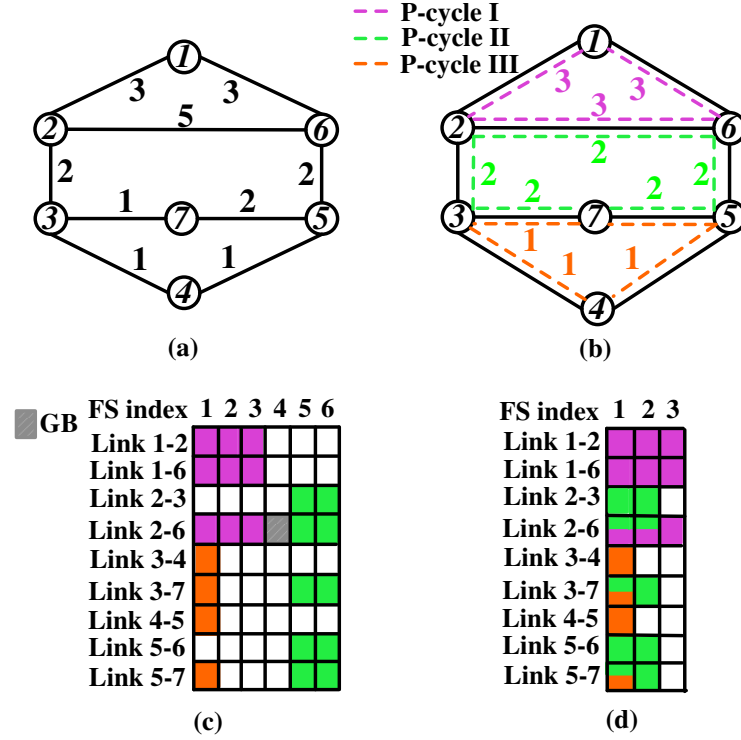 P-cycle I
P-cycle II
P-cycle III
1
3 3
2 5 6
2 2
3 1 7 2 5
1 1
4
(a)
1
3 3
3
2 6
2
2 2
2 2
3 7 5
1
1 1
4
(b)
GB
FS index 1 2 3 4 5 6
Link 1-2
Link 1-6
Link 2-3
Link 2-6
Link 3-4
Link 3-7
Link 4-5
Link 5-6
Link 5-7
(c)
FS index 1 2 3
Link 1-2
Link 1-6
Link 2-3
Link 2-6
Link 3-4
Link 3-7
Link 4-5
Link 5-6
Link 5-7
(d)